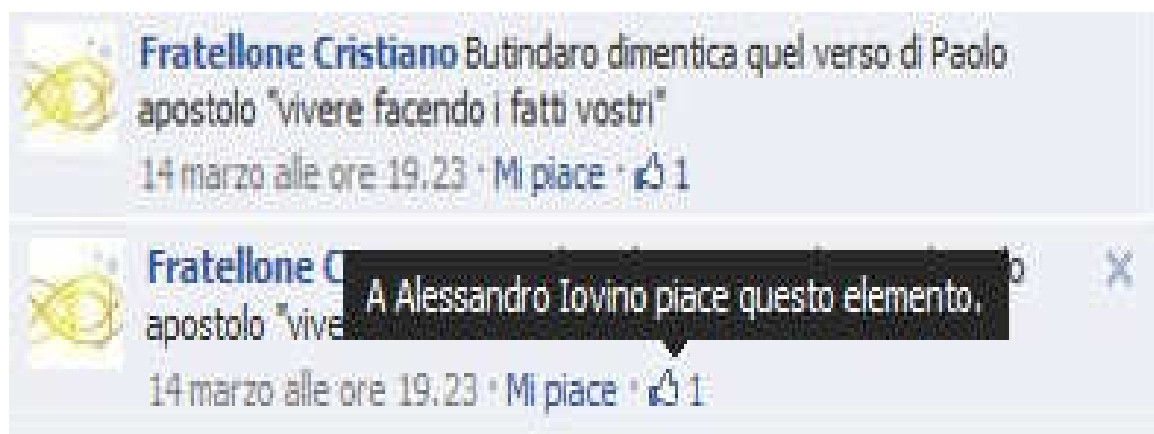 Fratellone Cristiano Butindaro dimentica quel verso di Paolo
apostolo "vivere facendo i fatti vostri"
14 marzo alle ore 19.23 · Mi piace · 1
Fratellone C o
A Alessandro Iovino piace questo elemento.
apostolo "vive
14 marzo alle ore 19.23 · Mi piace · 1